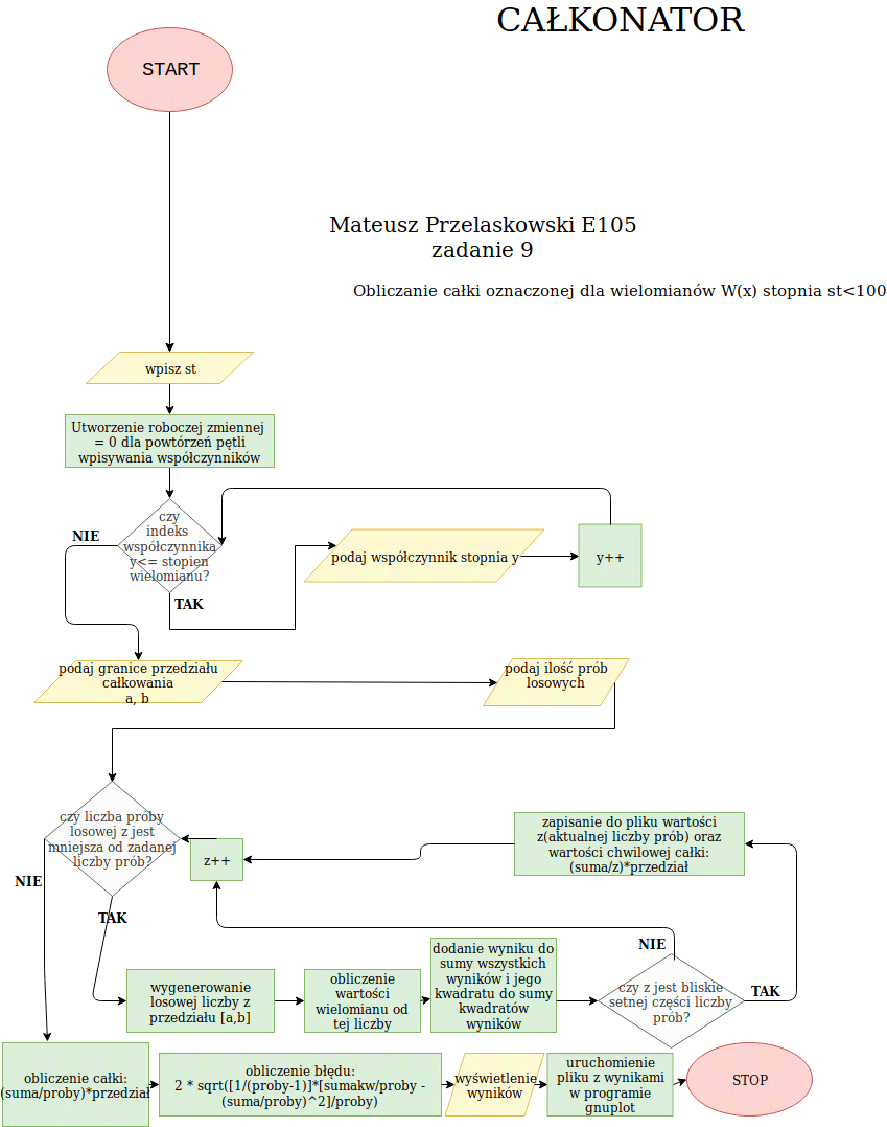 CAŁKONATOR
START
Mateusz Przelaskowski E105
zadanie 9
Obliczanie całki oznaczonej dla wielomianów W(x) stopnia st<100
wpisz st
Utworzenie roboczej zmiennej
= 0 dla powtórzeń pętli
wpisywania współczynników
czy
indeks
współczynnika
y<= stopien
wielomianu?
NIE
TAK
podaj współczynnik stopnia y
y++
podaj granice przedziału
całkowania
a, b
podaj ilość prób
losowych
czy liczba próby
losowej z jest
mniejsza od zadanej
liczby prób?
NIE
TAK
z++
zapisanie do pliku wartości
z(aktualnej liczby prób) oraz
wartości chwilowej całki:
(suma/z)*przedział
wygenerowanie
losowej liczby z
przedziału [a,b]
obliczenie
wartości
wielomianu od
tej liczby
dodanie wyniku do
sumy wszystkich
wyników i jego
kwadratu do sumy
kwadratów
wyników
NIE
czy z jest bliskie
setnej części liczby
prób?
TAK
obliczenie całki:
(suma/proby)*przedział
obliczenie błędu:
2 * sqrt([1/(proby-1)]*[sumakw/proby -
(suma/proby)^2]/proby)
wyświetlenie
wyników
uruchomienie
pliku z wynikami
w programie
gnuplot
STOP